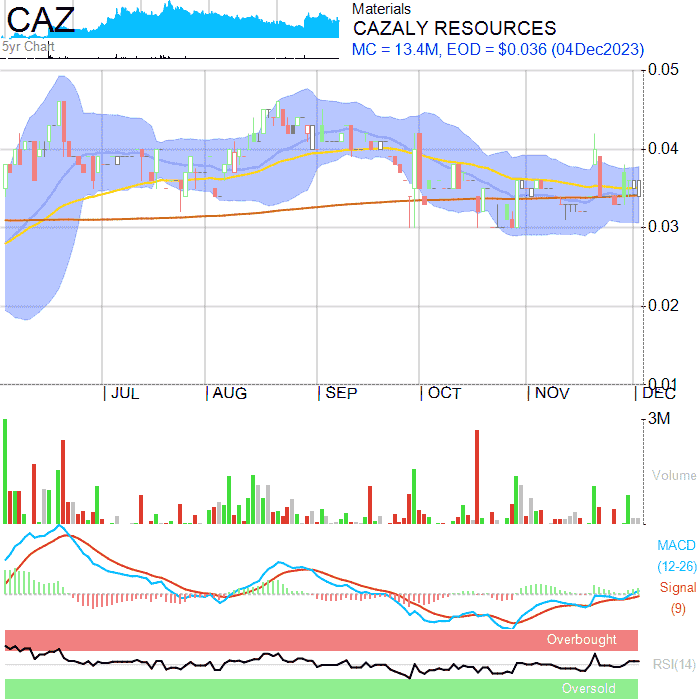 CAZ
5yr Chart
Materials
CAZALY RESOURCES
MC = 13.4M, EOD = $0.036 (04Dec2023)
0.05
0.04
0.03
0.02
0.01
JUL AUG SEP OCT NOV DEC
3M
Volume
MACD
(12-26)
Signal
(9)
Overbought
RSI(14)
Oversold